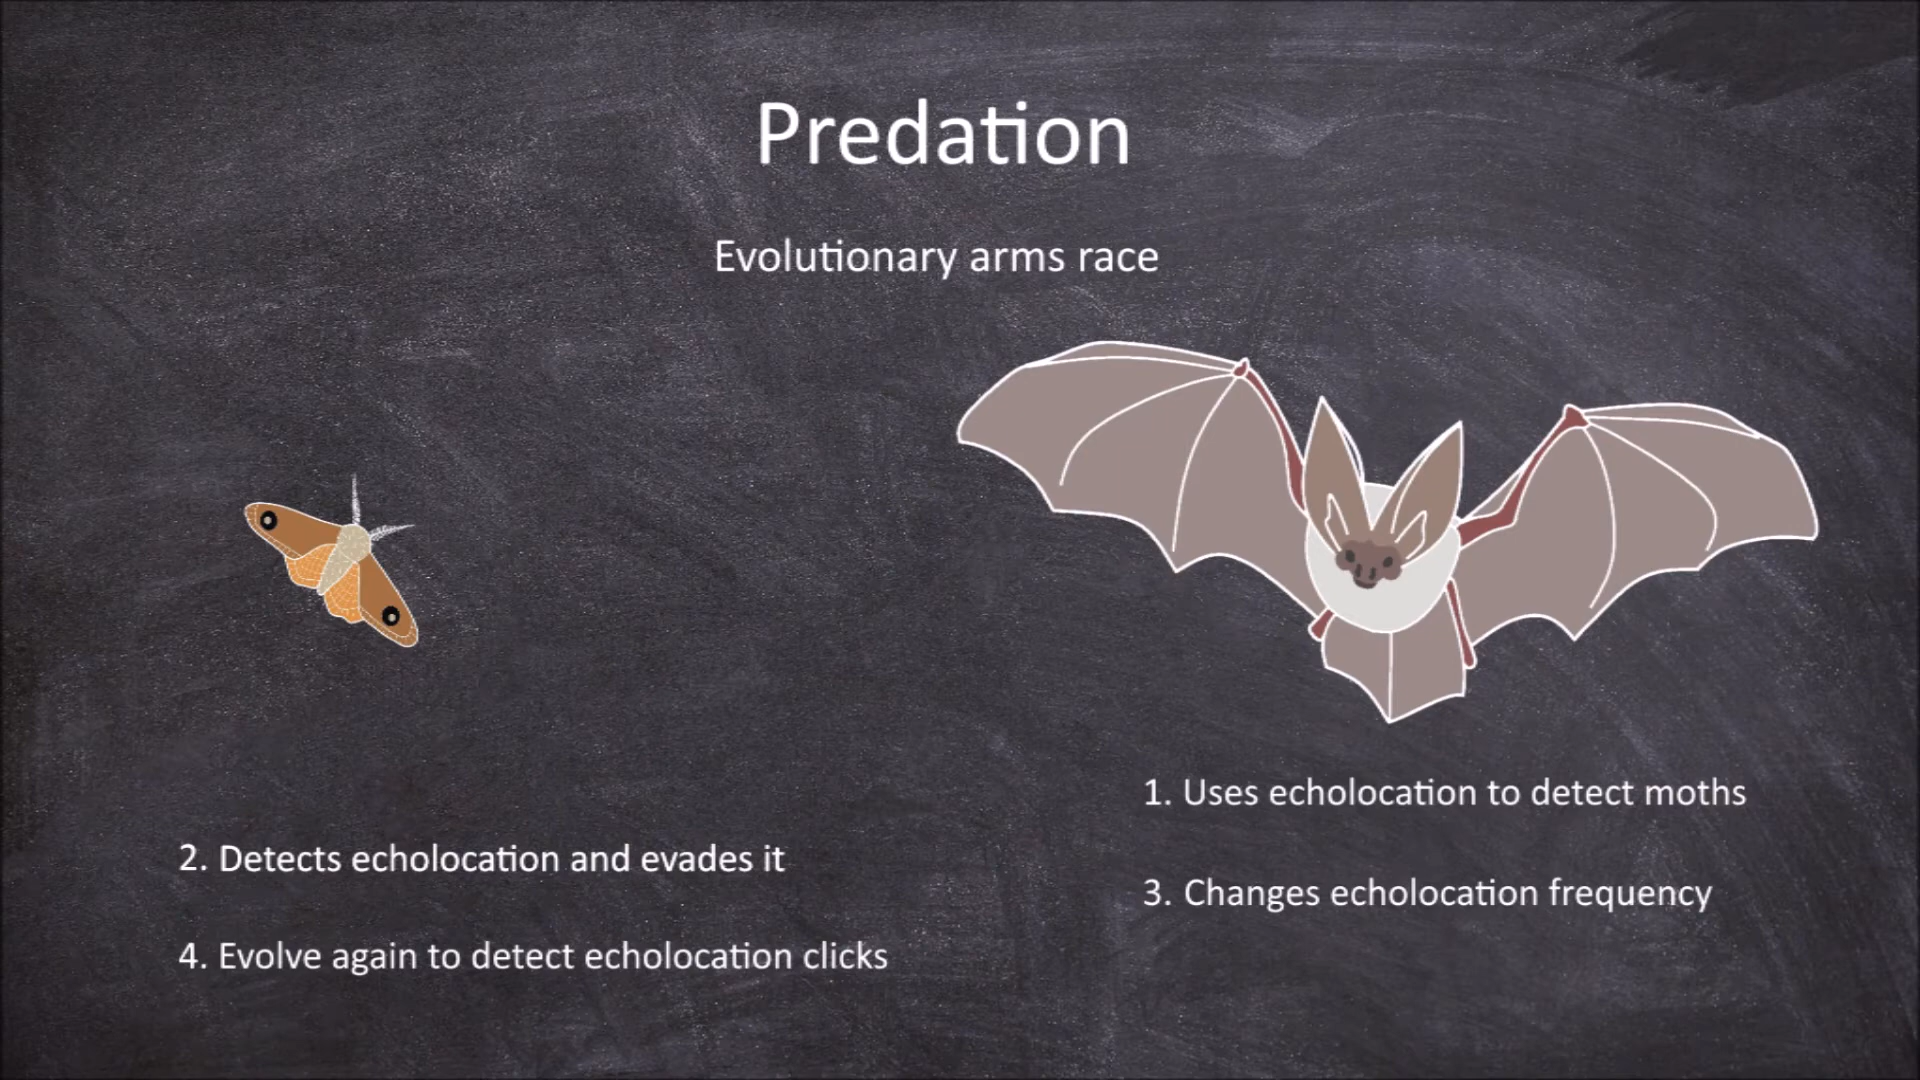 Predation
Evolutionary arms race
1. Uses echolocation to detect moths
2. Detects echolocation and evades it
3. Changes echolocation frequency
4. Evolve again to detect echolocation clicks